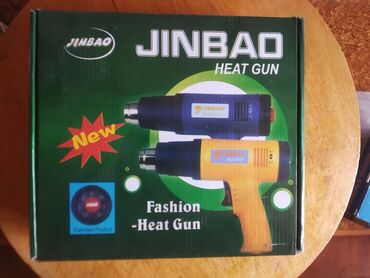 JINBAO
JINBAO
HEAT GUN
New
Fashion
-Heat Gun
Patented Product